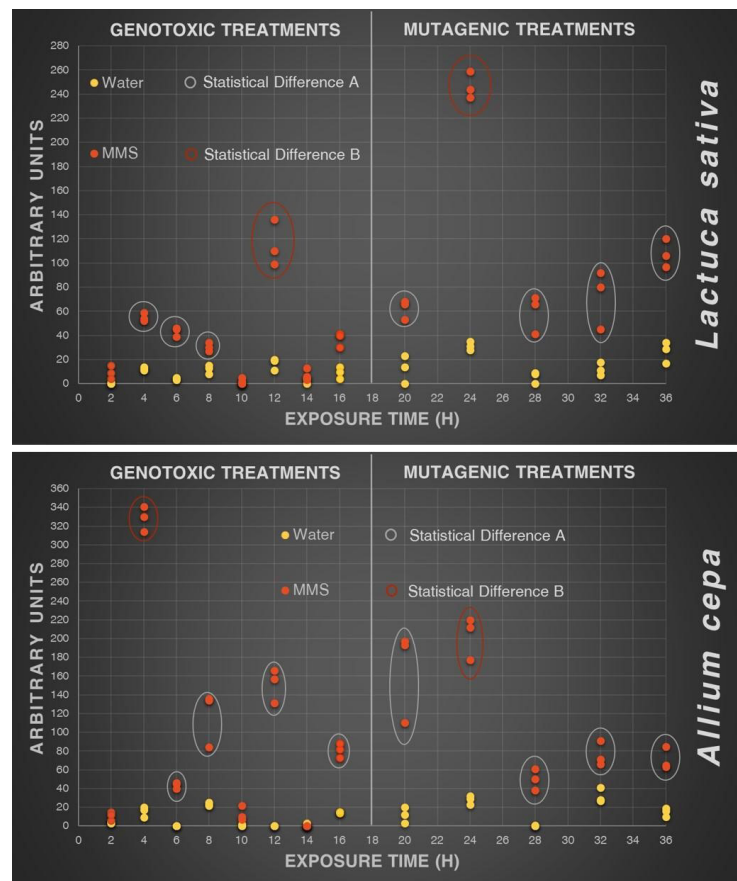 GENOTOXIC TREATMENTS
MUTAGENIC TREATMENTS
280
260
240
220
200
180
160
140
120
100
80
60
40
20
0
Water
Statistical Difference A
MMS
Statistical Difference B
ARBITRARY UNITS
0 2 4 6 8 10 12 14 16 18 20 22 24 26 28 30 32 34 36
EXPOSURE TIME (H)
Lactuca sativa
GENOTOXIC TREATMENTS
MUTAGENIC TREATMENTS
360
340
320
300
280
260
240
220
200
180
160
140
120
100
80
60
40
20
0
Water
Statistical Difference A
MMS
Statistical Difference B
ARBITRARY UNITS
0 2 4 6 8 10 12 14 16 18 20 22 24 26 28 30 32 34 36
EXPOSURE TIME (H)
Allium cepa